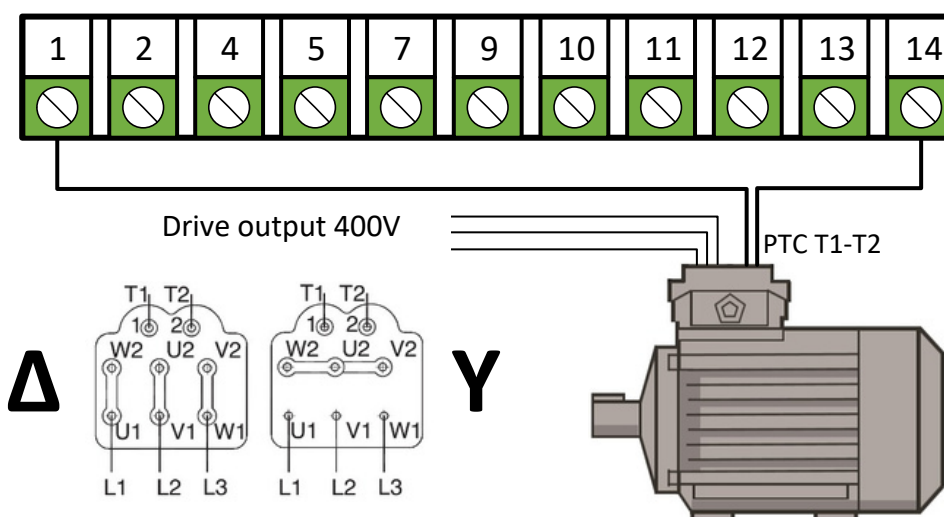 1 2 4 5 7 9 10 11 12 13 14
Drive output 400V
PTC T1-T2
T1 T2 T1 T2
1 2 1 2
W2 U2 V2 W2 U2 V2
Δ Y
U1 V1 W1 U1 V1 W1
L1 L2 L3 L1 L2 L3